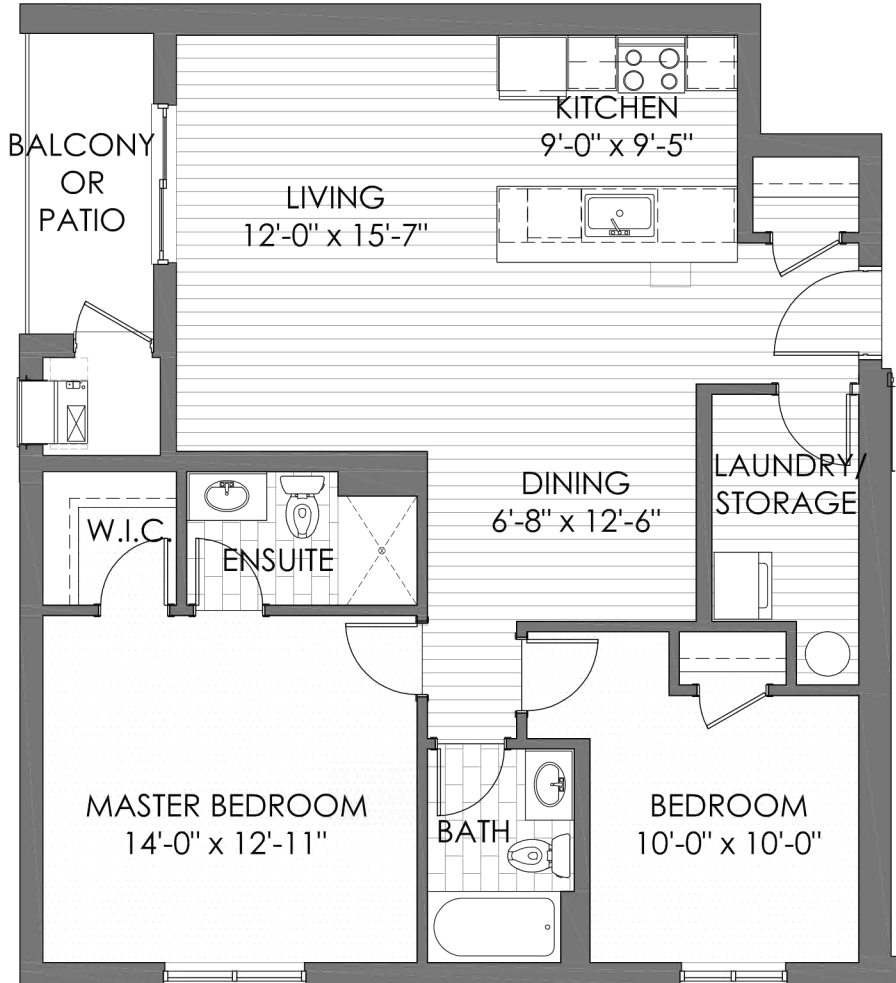 KITCHEN
9'-0" x 9'-5"
BALCONY
OR
PATIO
LIVING
12'-0" x 15'-7"
LAUNDRY/
STORAGE
DINING
6'-8" x 12'-6"
W.I.C.
ENSUITE
MASTER BEDROOM
14'-0" x 12'-11"
BATH
BEDROOM
10'-0" x 10'-0"